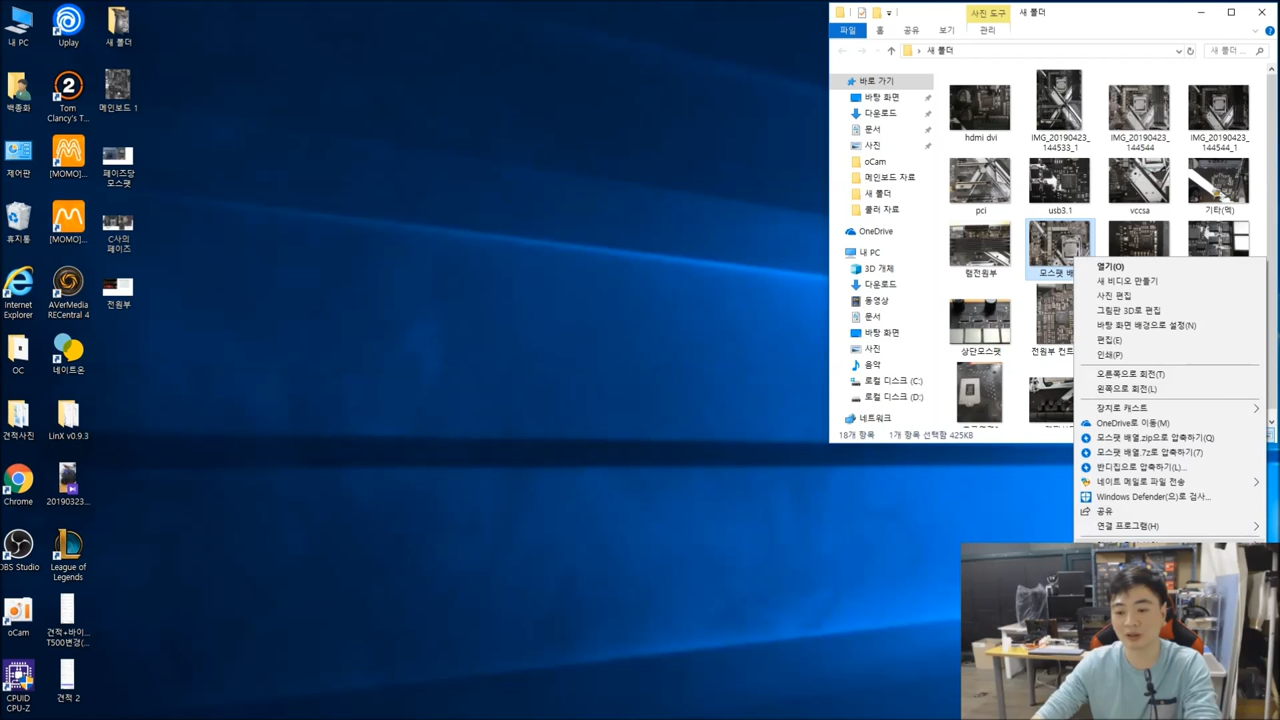 내 PC
Uplay
새 폴더
백종화
Tom
Clancy's T...
메인보드 1
제어판
[MOMO]...
페이즈당
모스팻
휴지통
[MOMO]...
C사의
페이즈
Internet
Explorer
AVerMedia
RECentral 4
전원부
OC
네이트온
견적사진
LinX v0.9.3
Chrome
20190323...
OBS Studio
League of
Legends
oCam
견적+바이...
T500변경(...
CPUID
CPU-Z
견적 2
사진 도구
새 폴더
파일
홈
공유
보기
관리
새 폴더
새 폴더 ...
바로 가기
바탕 화면
다운로드
문서
사진
oCam
메인보드 자료
새 폴더
쿨러 자료
OneDrive
내 PC
3D 개체
다운로드
동영상
문서
바탕 화면
사진
음악
로컬 디스크 (C:)
로컬 디스크 (D:)
네트워크
18개 항목
1개 항목 선택함 425KB
hdmi dvi
IMG_20190423_
144533_1
IMG_20190423_
144544
IMG_20190423_
144544_1
pci
usb3.1
vccsa
기타(멕)
램전원부
모스팻 배
상단모스팻
전원부 컨트
열기(O)
새 비디오 만들기
사진 편집
그림판 3D로 편집
바탕 화면 배경으로 설정(N)
편집(E)
인쇄(P)
오른쪽으로 회전(T)
왼쪽으로 회전(L)
장치로 캐스트
OneDrive로 이동(M)
모스팻 배열.zip으로 압축하기(Q)
모스팻 배열.7z로 압축하기(7)
반디집으로 압축하기(L)...
네이트 메일로 파일 전송
Windows Defender(으)로 검사...
공유
연결 프로그램(H)